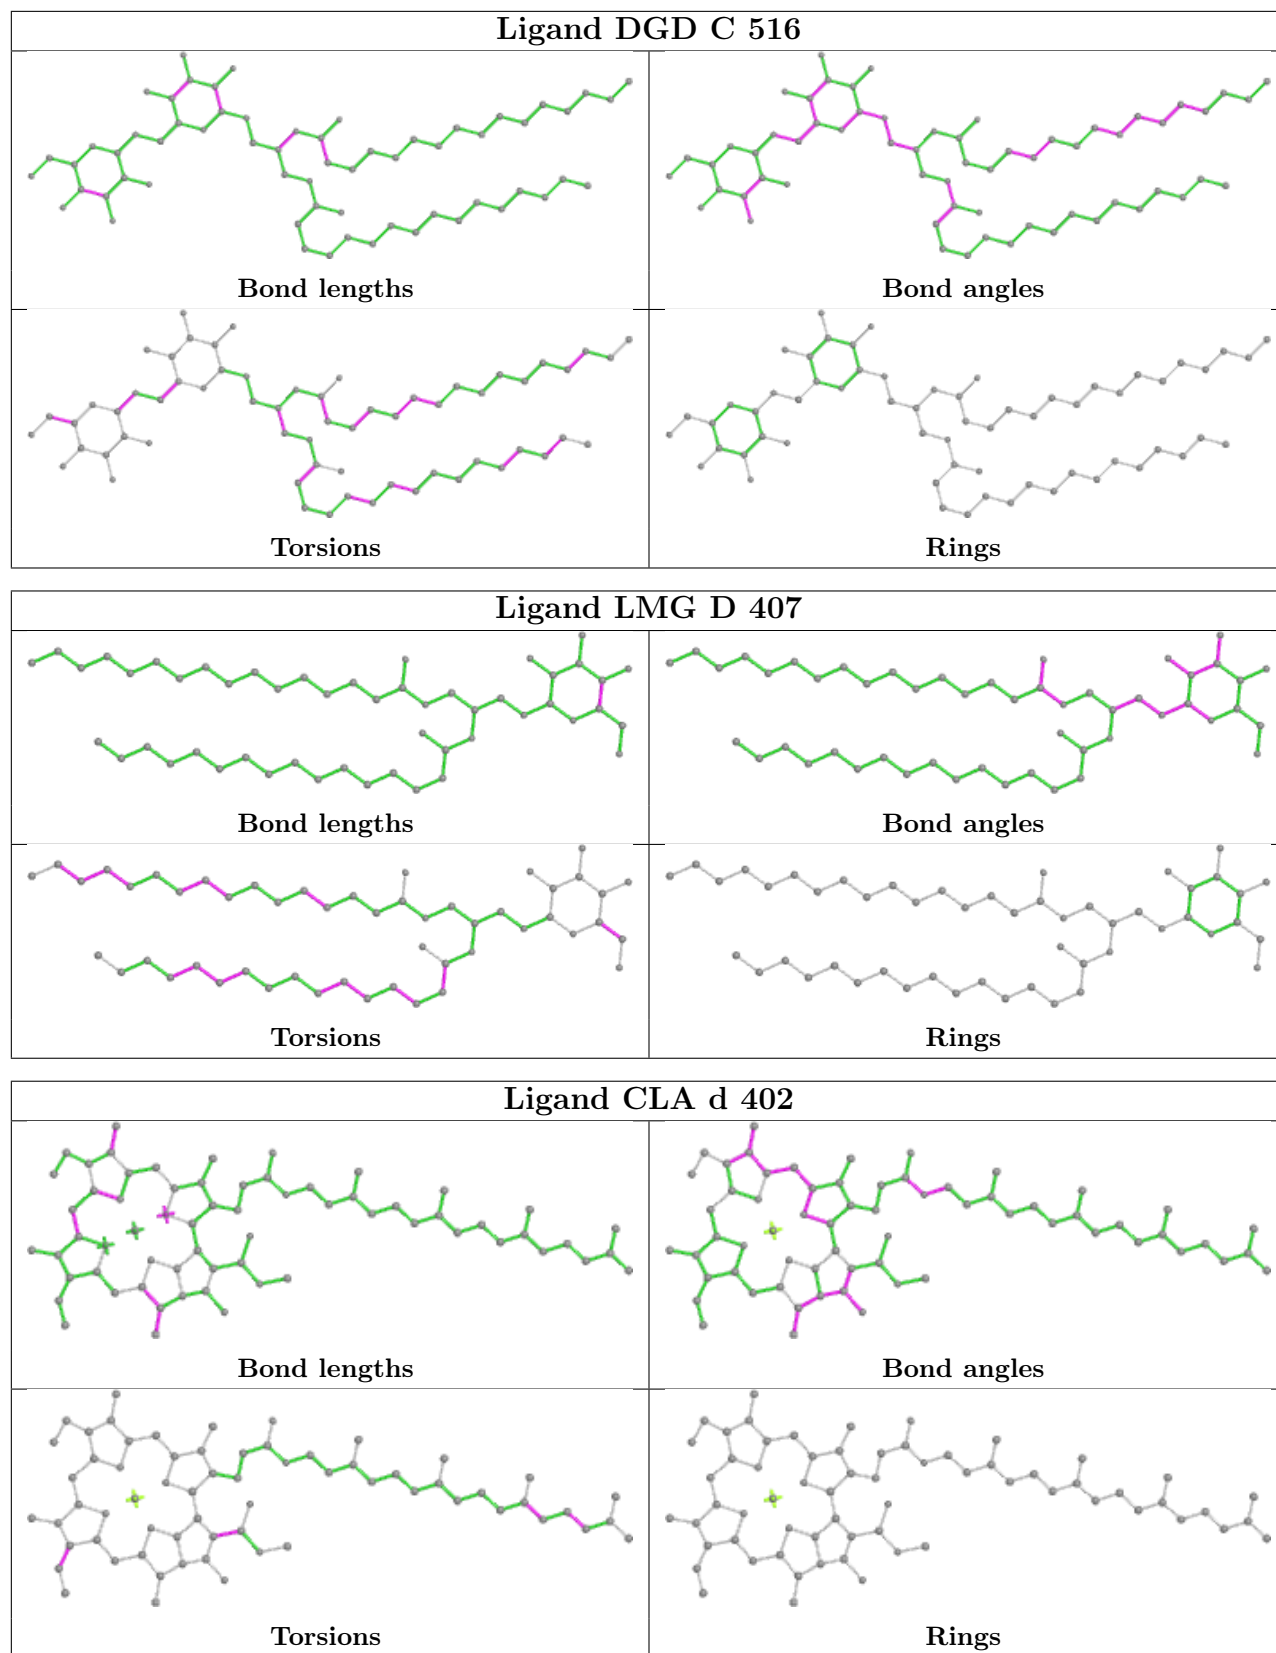 Ligand DGD C 516
Bond lengths
Bond angles
Torsions
Rings
Ligand LMG D 407
Bond lengths
Bond angles
Torsions
Rings
Ligand CLA d 402
Bond lengths
Bond angles
Torsions
Rings